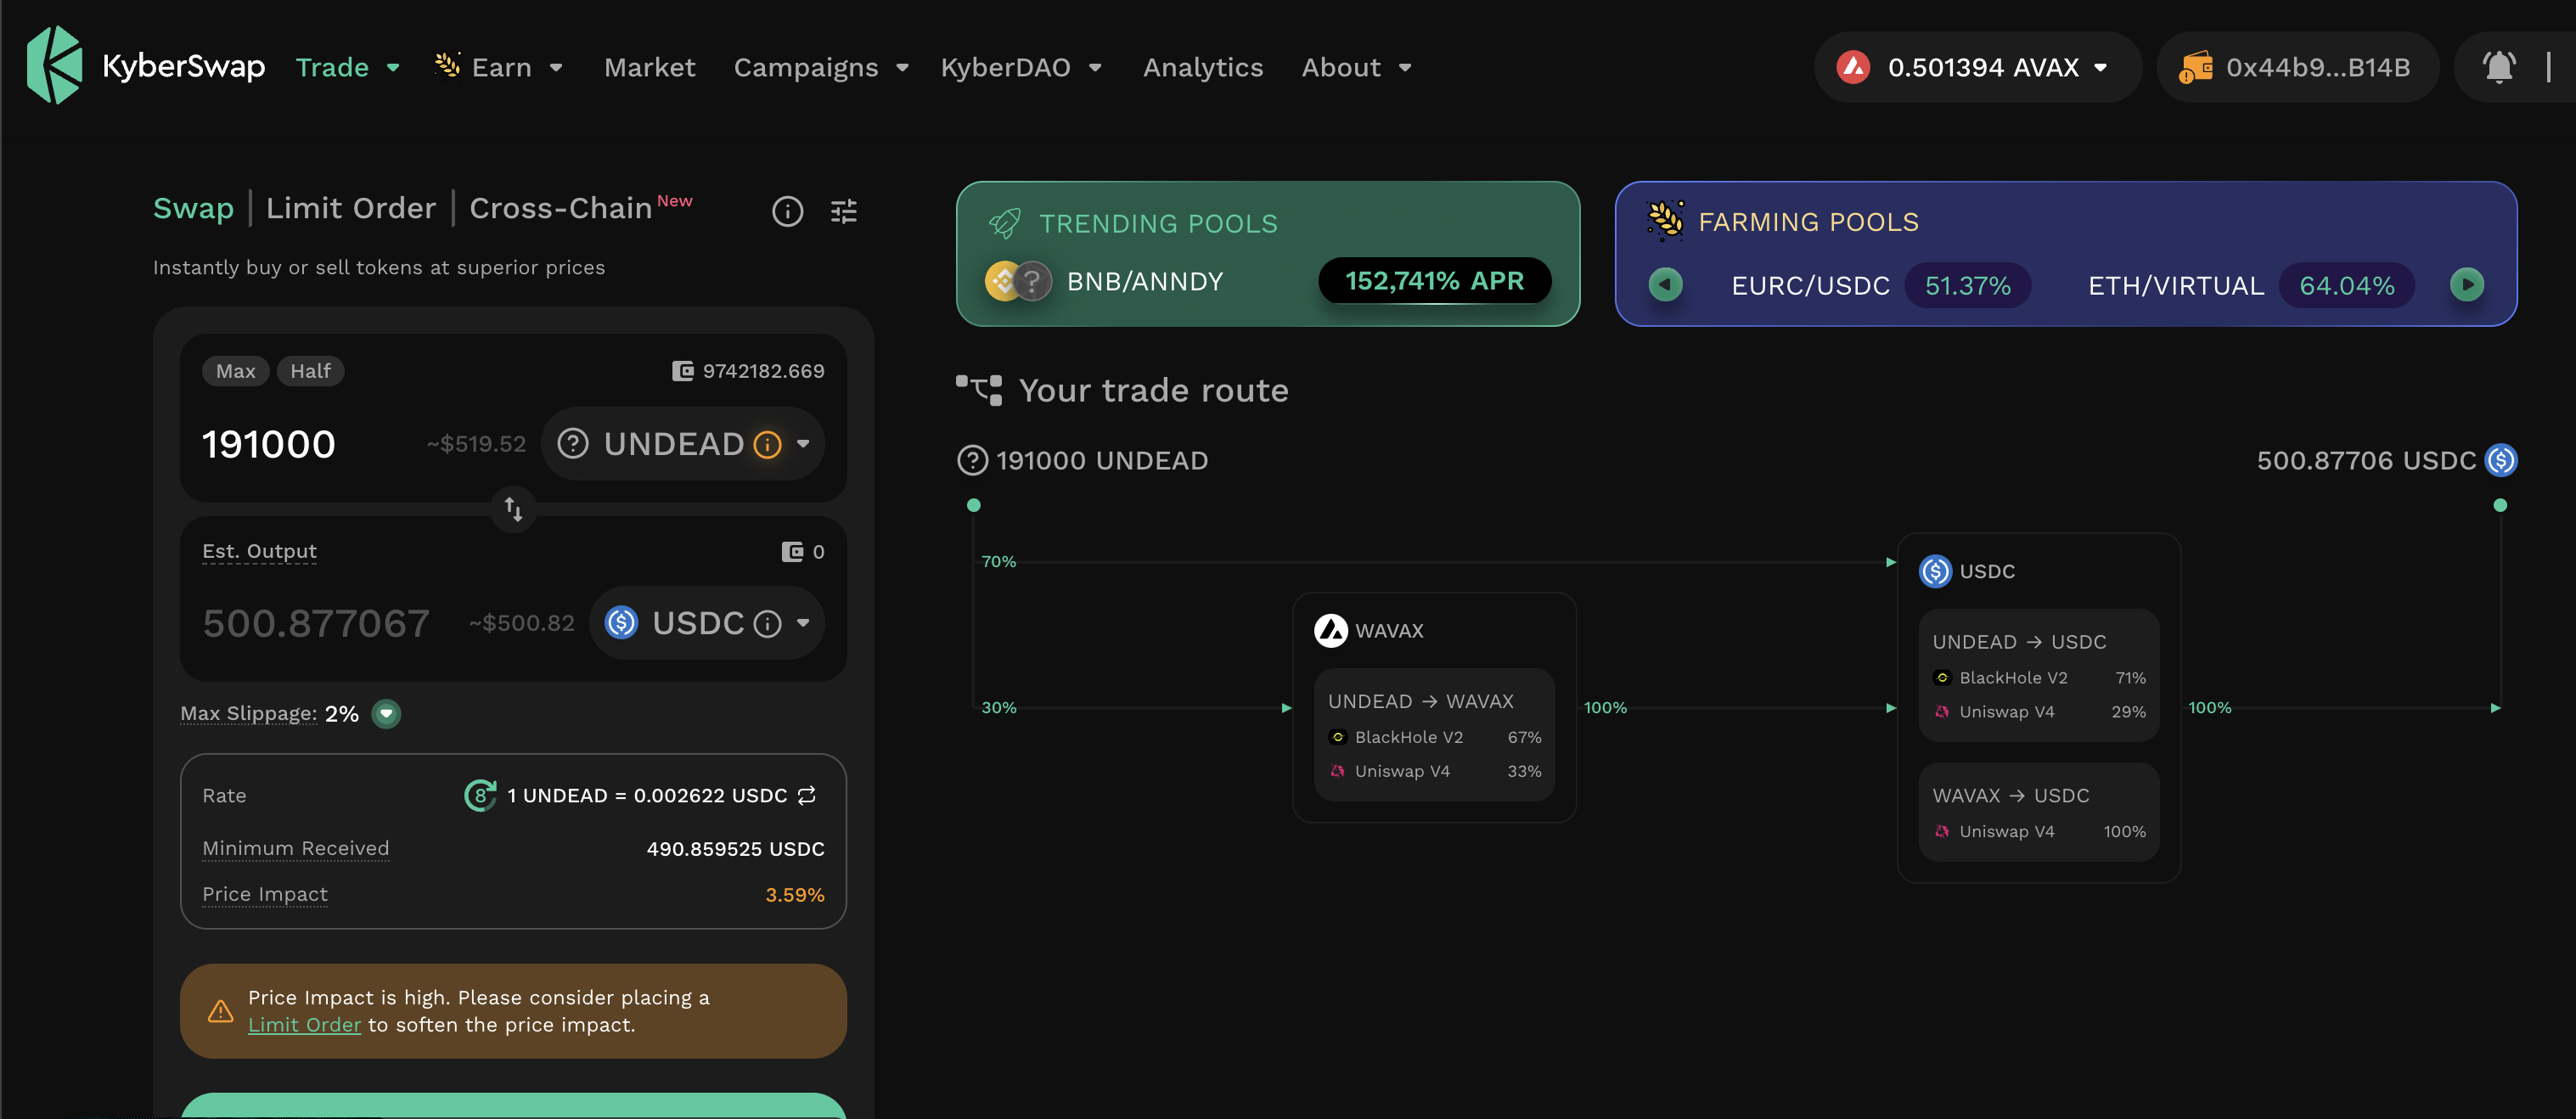 KyberSwap
Trade
Earn
Market
Campaigns
KyberDAO
Analytics
About
0.501394 AVAX
0x44b9...B14B
Swap
Limit Order
Cross-Chain New
Instantly buy or sell tokens at superior prices
Max
Half
9742182.669
191000
~$519.52
UNDEAD
Est. Output
0
500.877067
~$500.82
USDC
Max Slippage: 2%
Rate
8
1 UNDEAD = 0.002622 USDC
Minimum Received
490.859525 USDC
Price Impact
3.59%
Price Impact is high. Please consider placing a
Limit Order to soften the price impact.
TRENDING POOLS
BNB/ANNDY
152,741% APR
FARMING POOLS
EURC/USDC
51.37%
ETH/VIRTUAL
64.04%
Your trade route
191000 UNDEAD
500.87706 USDC
70%
30%
WAVAX
UNDEAD → WAVAX
BlackHole V2 67%
Uniswap V4 33%
100%
USDC
UNDEAD → USDC
BlackHole V2 71%
Uniswap V4 29%
WAVAX → USDC
Uniswap V4 100%
100%